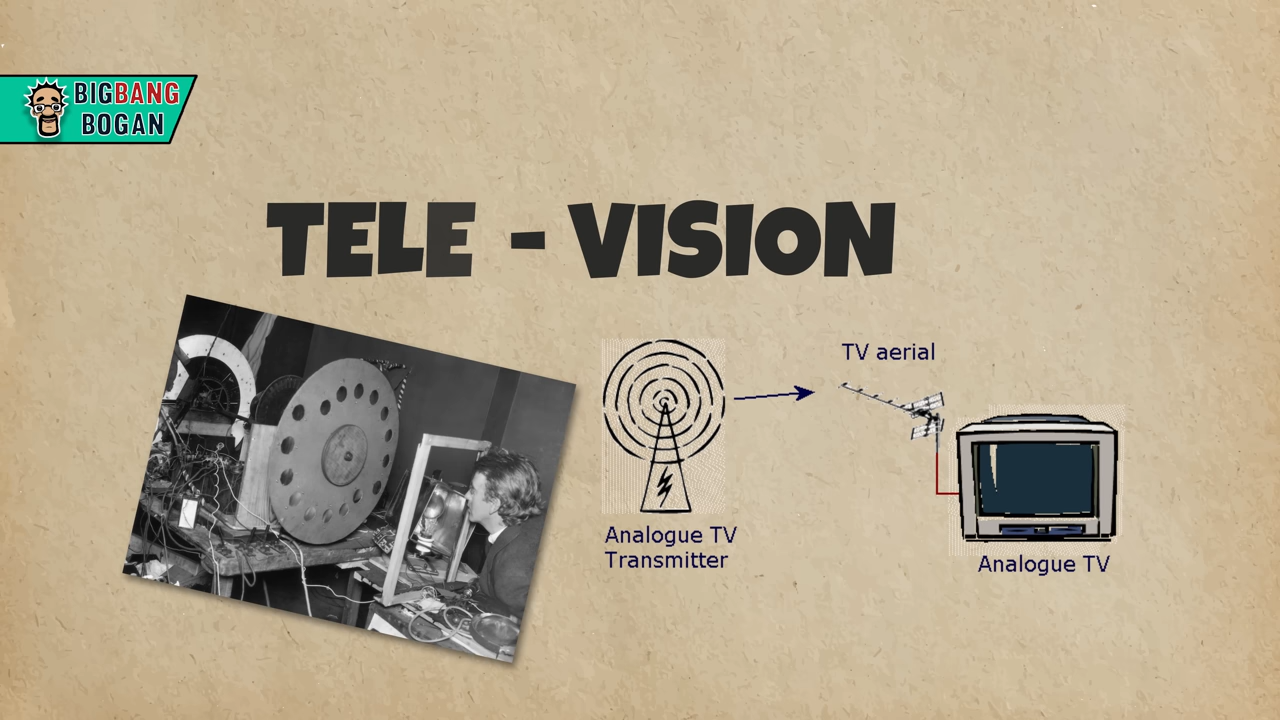 BIGBANG
BOGAN
TELE - VISION
TV aerial
Analogue TV
Transmitter
Analogue TV